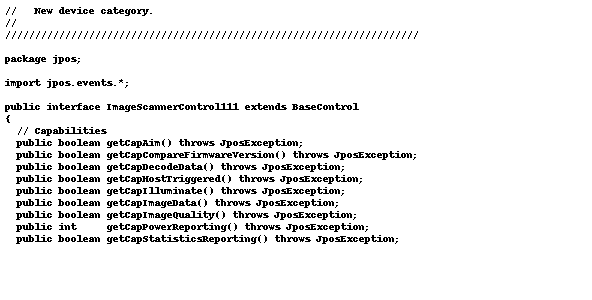 //   New device category.
//
/////////////////////////////////////////////////////////////////////
package jpos;
import jpos.events.*;
public interface ImageScannerControl111 extends BaseControl
{
  // Capabilities
  public boolean getCapAim() throws JposException;
  public boolean getCapCompareFirmwareVersion() throws JposException;
  public boolean getCapDecodeData() throws JposException;
  public boolean getCapHostTriggered() throws JposException;
  public boolean getCapIlluminate() throws JposException;
  public boolean getCapImageData() throws JposException;
  public boolean getCapImageQuality() throws JposException;
  public int     getCapPowerReporting() throws JposException;
  public boolean getCapStatisticsReporting() throws JposException;